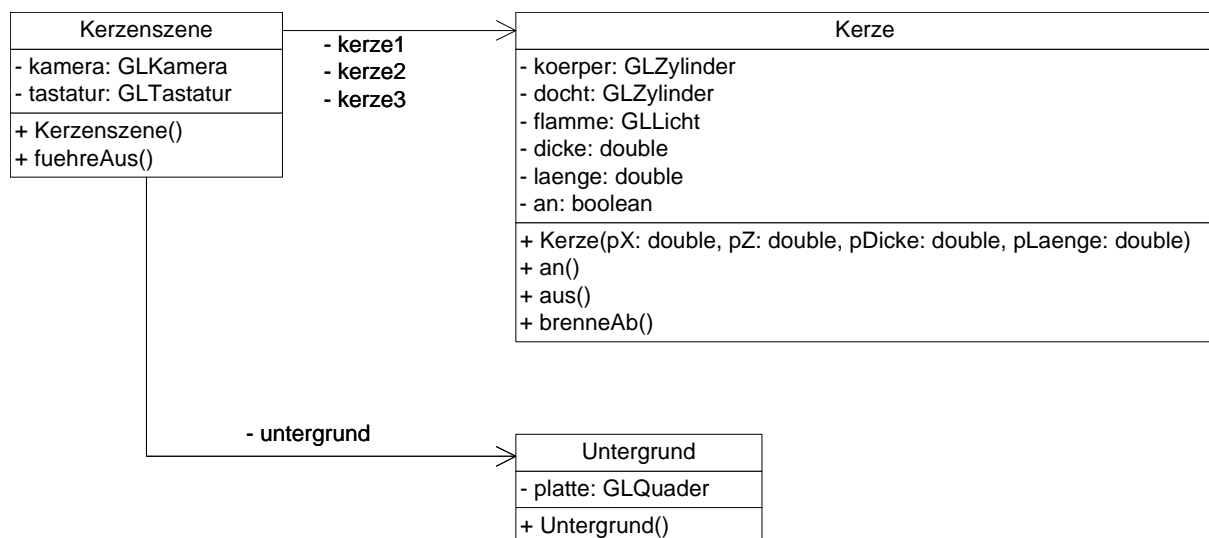 Kerzenszene
- kamera: GLKamera
- tastatur: GLTastatur
+ Kerzenszene()
+ fuehreAus()
- kerze1
- kerze2
- kerze3
Kerze
- koerper: GLZylinder
- docht: GLZylinder
- flamme: GLLicht
- dicke: double
- laenge: double
- an: boolean
+ Kerze(pX: double, pZ: double, pDicke: double, pLaenge: double)
+ an()
+ aus()
+ brenneAb()
- untergrund
Untergrund
- platte: GLQuader
+ Untergrund()